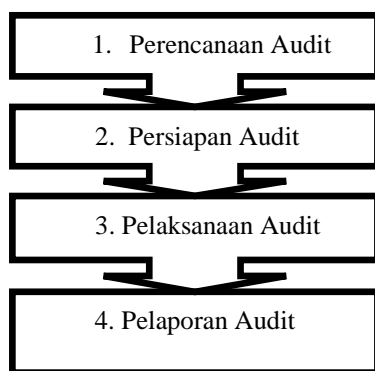 1. Perencanaan Audit
2. Persiapan Audit
3. Pelaksanaan Audit
4. Pelaporan Audit